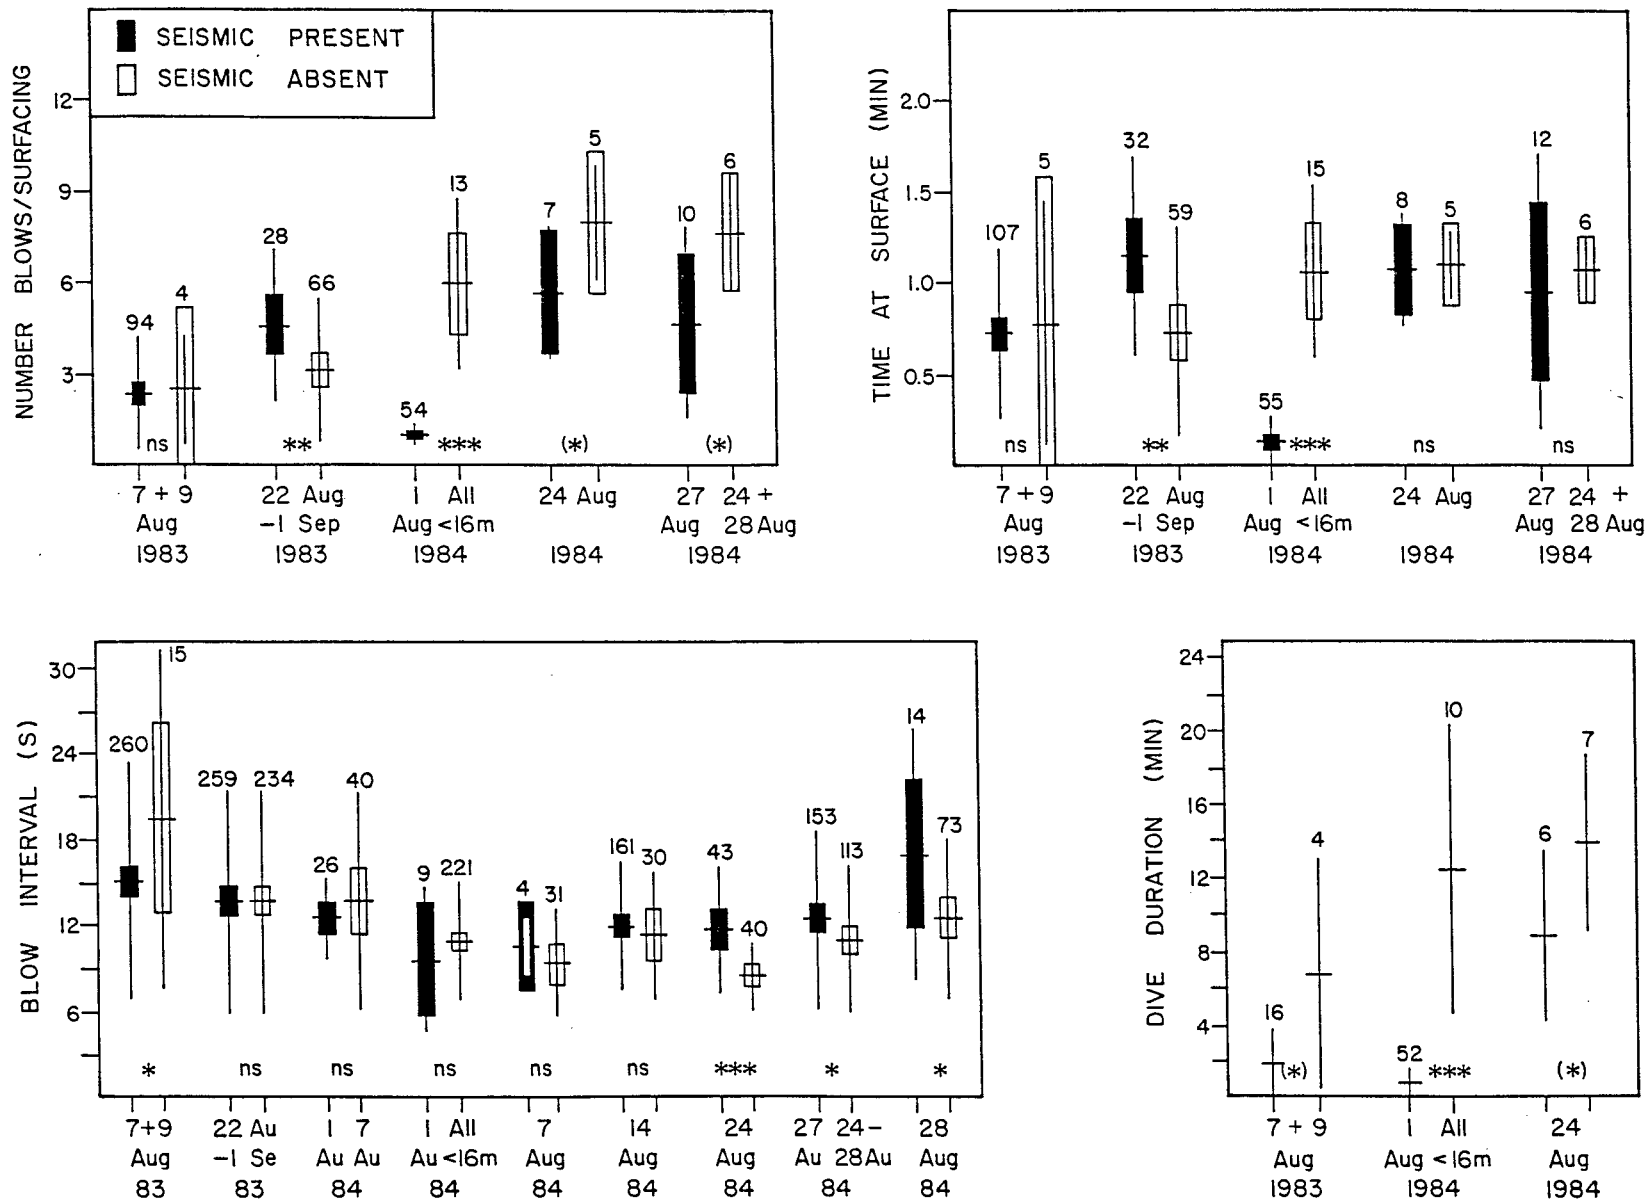 SEISMIC PRESENT
SEISMIC ABSENT
NUMBER BLOWS/SURFACING
12
9
6
3
94
4
28
66
54
13
7
5
10
6
ns
**
***
(*)
(*)
7 + 9 22 Aug 1 All 24 Aug 27 24 +
Aug -1 Sep Aug <16m Aug 28 Aug
1983 1983 1984 1984 1984
TIME AT SURFACE (MIN)
2.0
1.5
1.0
0.5
107
5
32
59
55
15
8
5
12
6
ns
**
***
ns
ns
7 + 9 22 Aug 1 All 24 Aug 27 24 +
Aug -1 Sep Aug <16m Aug 28 Aug
1983 1983 1984 1984 1984
BLOW INTERVAL (S)
30
24
18
12
6
260
15
259
234
26
40
9
221
4
31
161
30
43
40
153
113
14
73
*
ns
ns
ns
ns
ns
***
*
*
7+9 22 Au 1 7 1 All 7 14 24 27 24- 28
Aug -1 Se Au Au Au <16m Aug Aug Aug Au 28 Au Aug
83 83 84 84 84 84 84 84 84
DIVE DURATION (MIN)
24
20
16
12
8
4
16
4
52
10
6
7
(*)
***
(*)
7 + 9 1 All 24
Aug Aug <16m Aug
1983 1984 1984